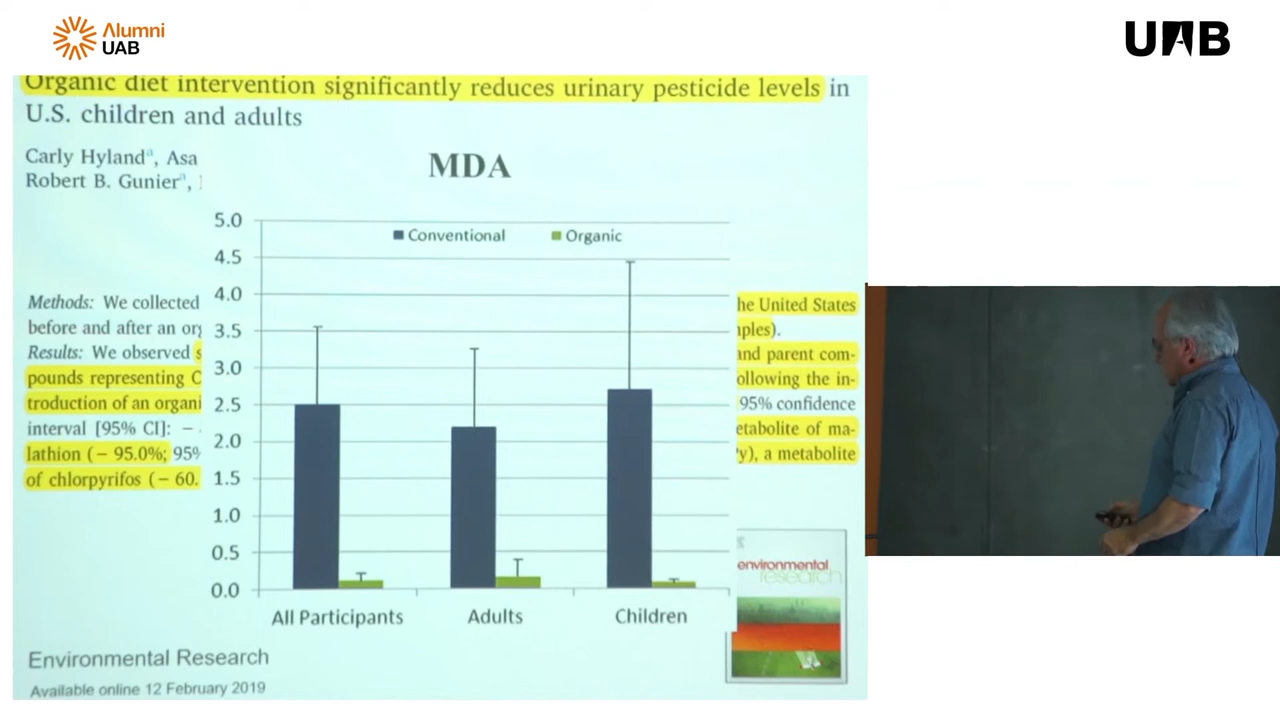 Alumni
UAB
UAB
Organic diet intervention significantly reduces urinary pesticide levels in
U.S. children and adults
Carly Hyland a, Asa
Robert B. Gunier a,
MDA
5.0
Conventional
Organic
4.5
4.0
3.5
3.0
2.5
2.0
1.5
1.0
0.5
0.0
All Participants
Adults
Children
Methods: We collected
he United States
before and after an org
ples).
Results: We observed s
and parent com-
pounds representing O
ollowing the in-
troduction of an organi
95% confidence
interval [95% CI]: −
etabolite of ma-
lathion (− 95.0%; 95%
y), a metabolite
of chlorpyrifos (− 60.
environmental
research
Environmental Research
Available online 12 February 2019